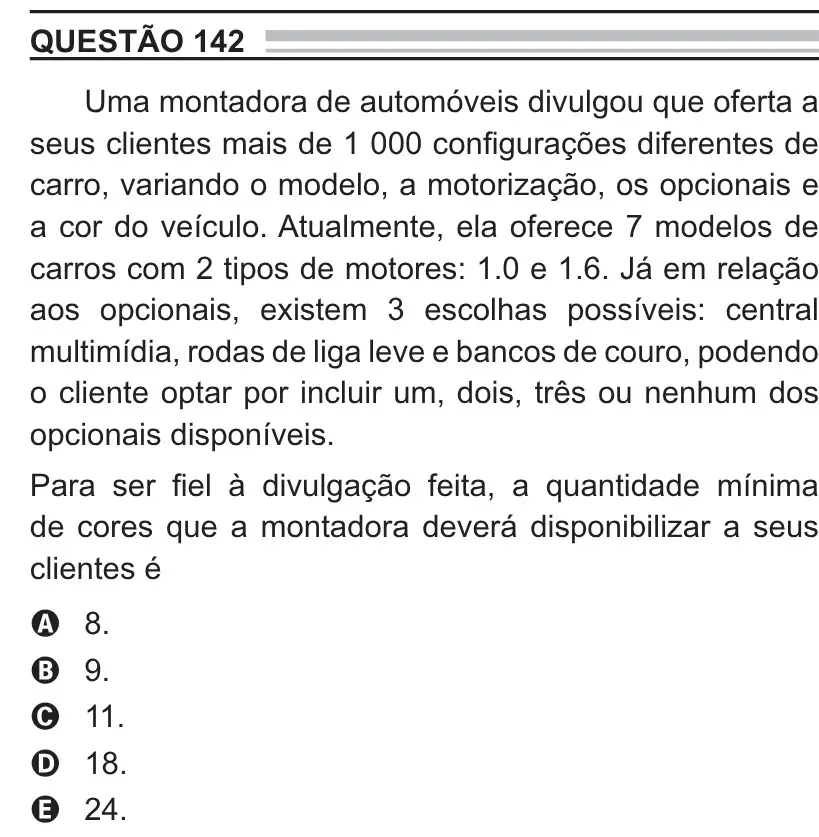 QUESTÃO 142
Uma montadora de automóveis divulgou que oferta a
seus clientes mais de 1 000 configurações diferentes de
carro, variando o modelo, a motorização, os opcionais e
a cor do veículo. Atualmente, ela oferece 7 modelos de
carros com 2 tipos de motores: 1.0 e 1.6. Já em relação
aos opcionais, existem 3 escolhas possíveis: central
multimídia, rodas de liga leve e bancos de couro, podendo
o cliente optar por incluir um, dois, três ou nenhum dos
opcionais disponíveis.
Para ser fiel à divulgação feita, a quantidade mínima
de cores que a montadora deverá disponibilizar a seus
clientes é
A 8.
B 9.
C 11.
D 18.
E 24.